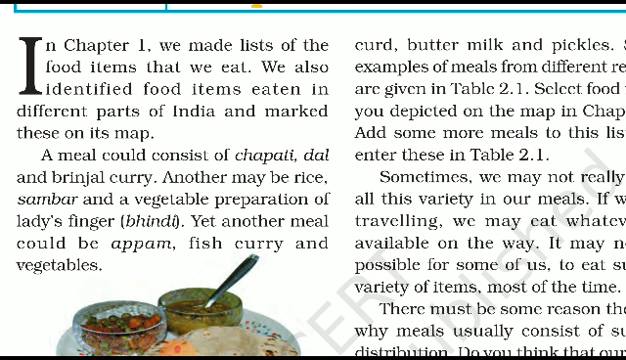 In Chapter 1, we made lists of the
food items that we eat. We also
identified food items eaten in
different parts of India and marked
these on its map.
A meal could consist of chapati, dal
and brinjal curry. Another may be rice,
sambar and a vegetable preparation of
lady's finger (bhindi). Yet another meal
could be appam, fish curry and
vegetables.
curd, butter milk and pickles.
examples of meals from different
are given in Table 2.1. Select food
you depicted on the map in
Add some more meals to this
enter these in Table 2.1.
Sometimes, we may not really
all this variety in our meals. If
travelling, we may eat
available on the way. It may
possible for some of us, to eat
variety of items, most of the time.
There must be some reason
why meals usually consist of
distribution. Do you think that our